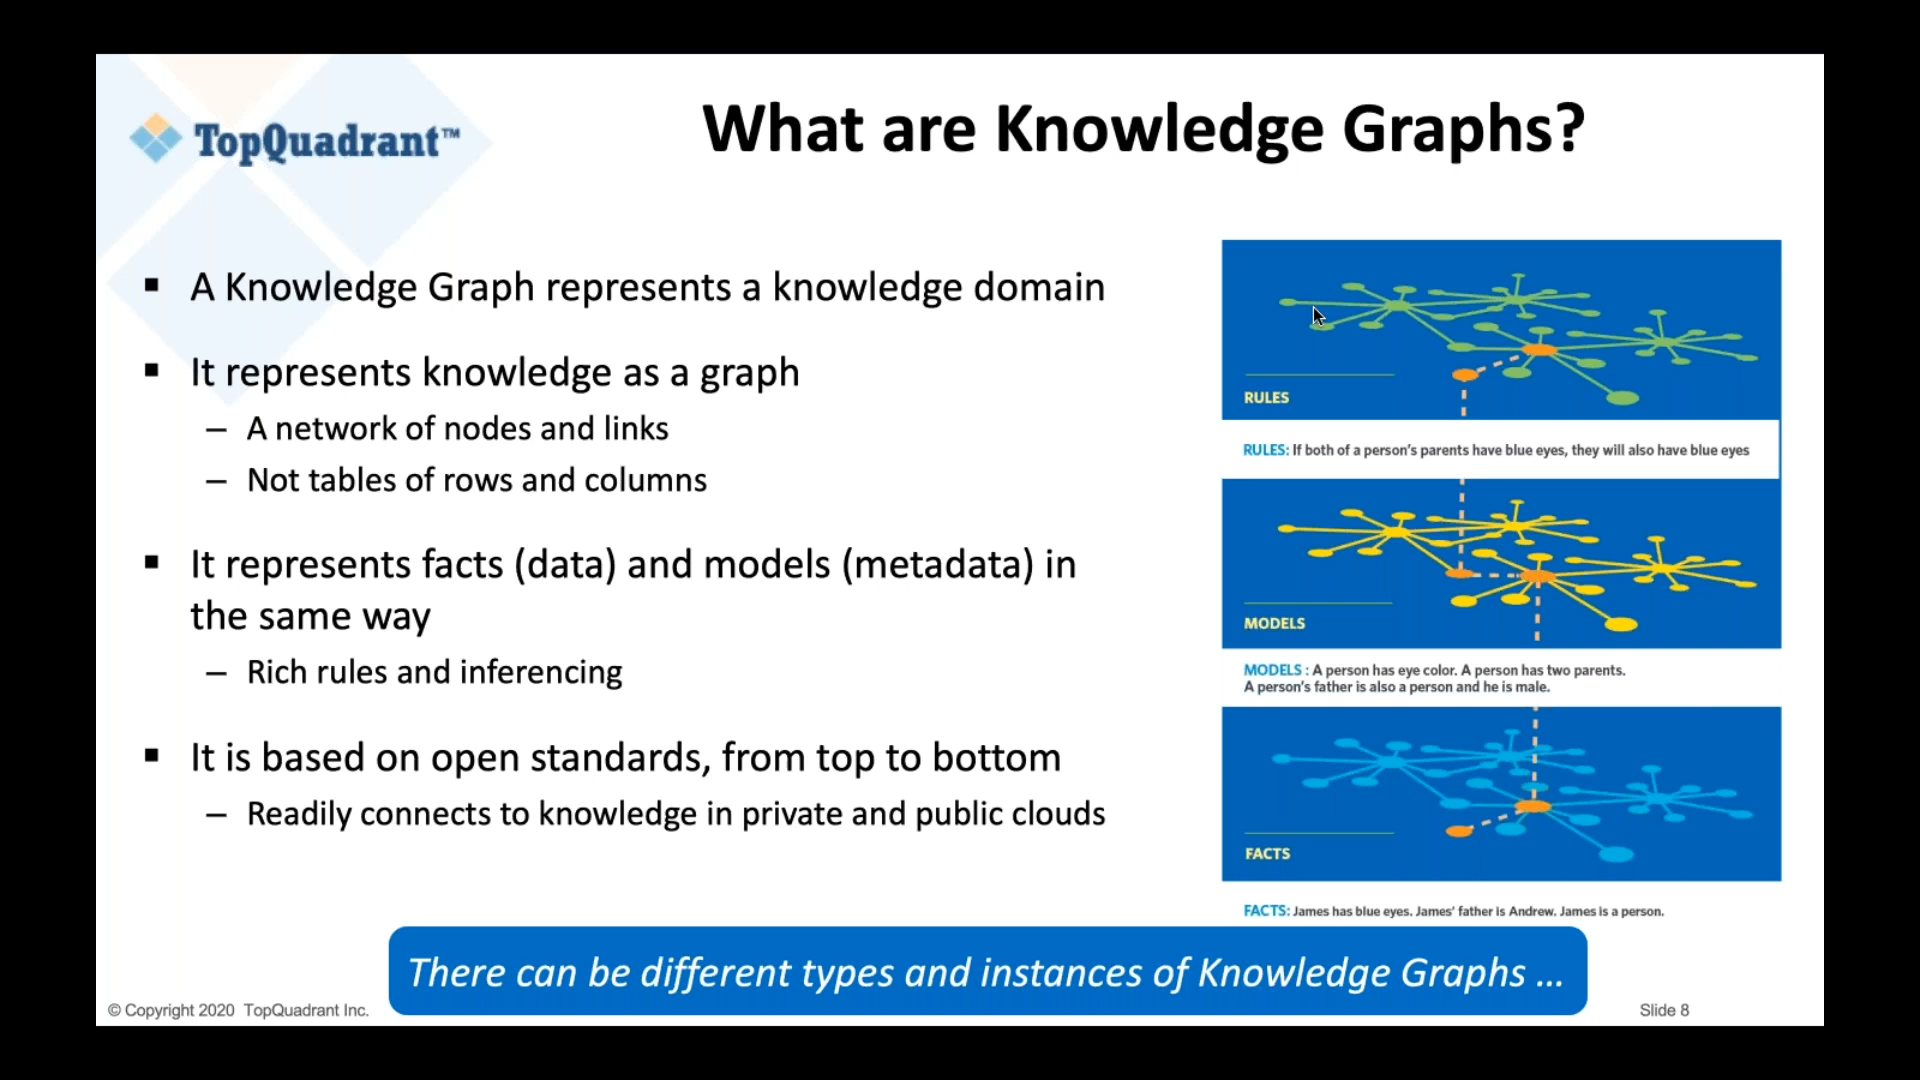 TopQuadrant™
What are Knowledge Graphs?
▪ A Knowledge Graph represents a knowledge domain
▪ It represents knowledge as a graph
– A network of nodes and links
– Not tables of rows and columns
▪ It represents facts (data) and models (metadata) in
the same way
– Rich rules and inferencing
▪ It is based on open standards, from top to bottom
– Readily connects to knowledge in private and public clouds
RULES
RULES: If both of a person's parents have blue eyes, they will also have blue eyes
MODELS
MODELS : A person has eye color. A person has two parents.
A person's father is also a person and he is male.
FACTS
FACTS: James has blue eyes. James' father is Andrew. James is a person.
There can be different types and instances of Knowledge Graphs ...
© Copyright 2020 TopQuadrant Inc.
Slide 8